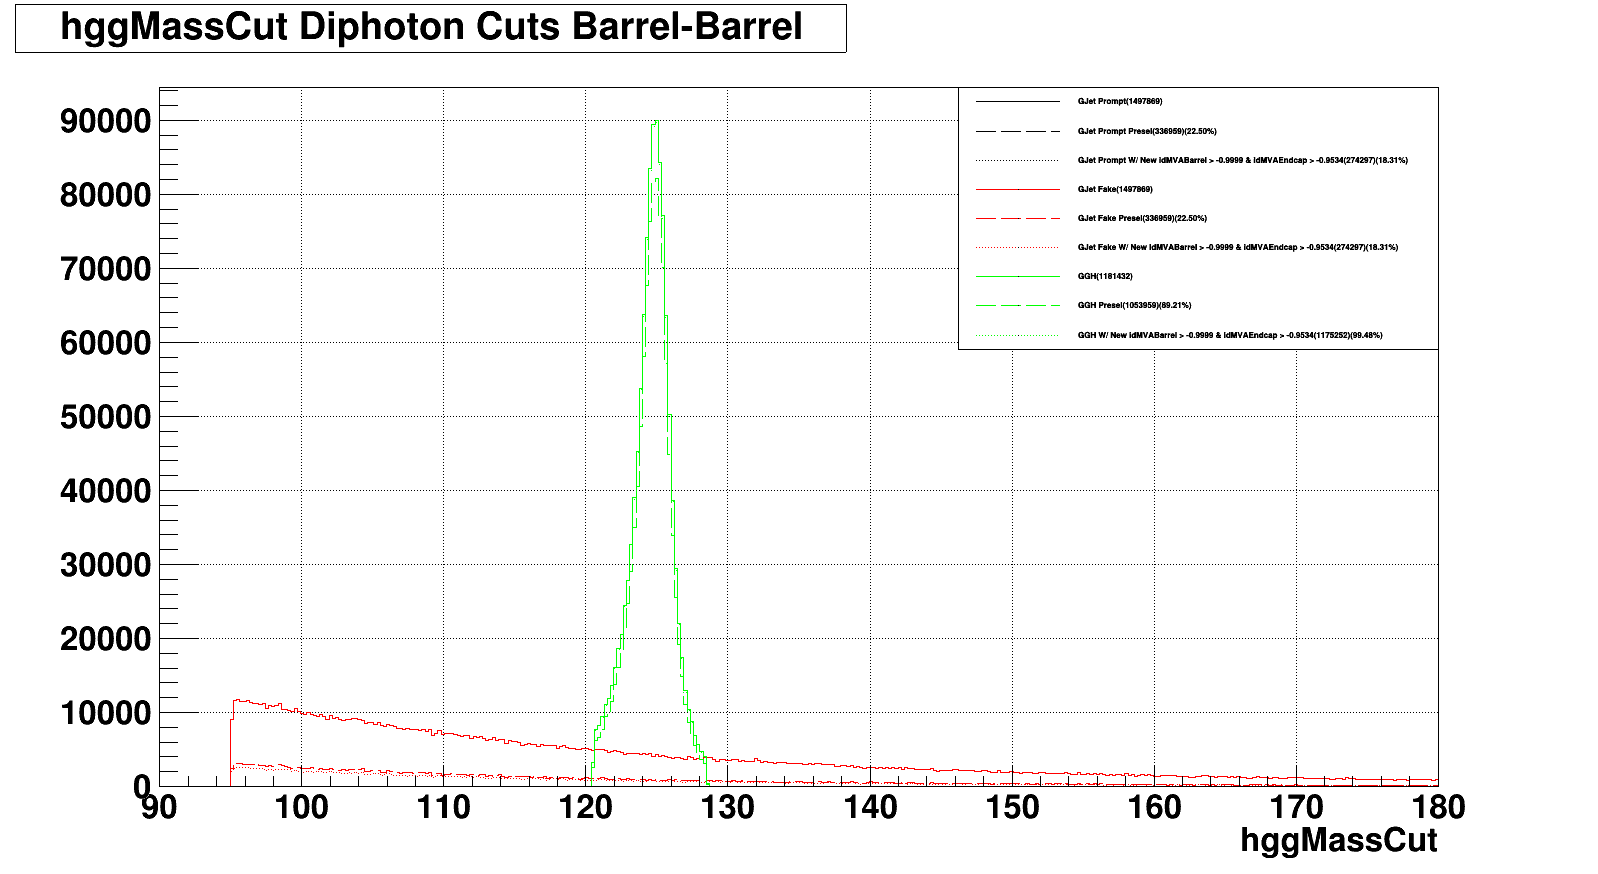 hggMassCut Diphoton Cuts Barrel-Barrel
GJet Prompt(1497869)
GJet Prompt Presel(336959)(22.50%)
GJet Prompt W/ New idMVABarrel > -0.9999 & idMVAEndcap > -0.9534(274297)(18.31%)
GJet Fake(1497869)
GJet Fake Presel(336959)(22.50%)
GJet Fake W/ New idMVABarrel > -0.9999 & idMVAEndcap > -0.9534(274297)(18.31%)
GGH(1181432)
GGH Presel(1053959)(89.21%)
GGH W/ New idMVABarrel > -0.9999 & idMVAEndcap > -0.9534(1175252)(99.48%)
90000
80000
70000
60000
50000
40000
30000
20000
10000
0
90 100 110 120 130 140 150 160 170 180
hggMassCut